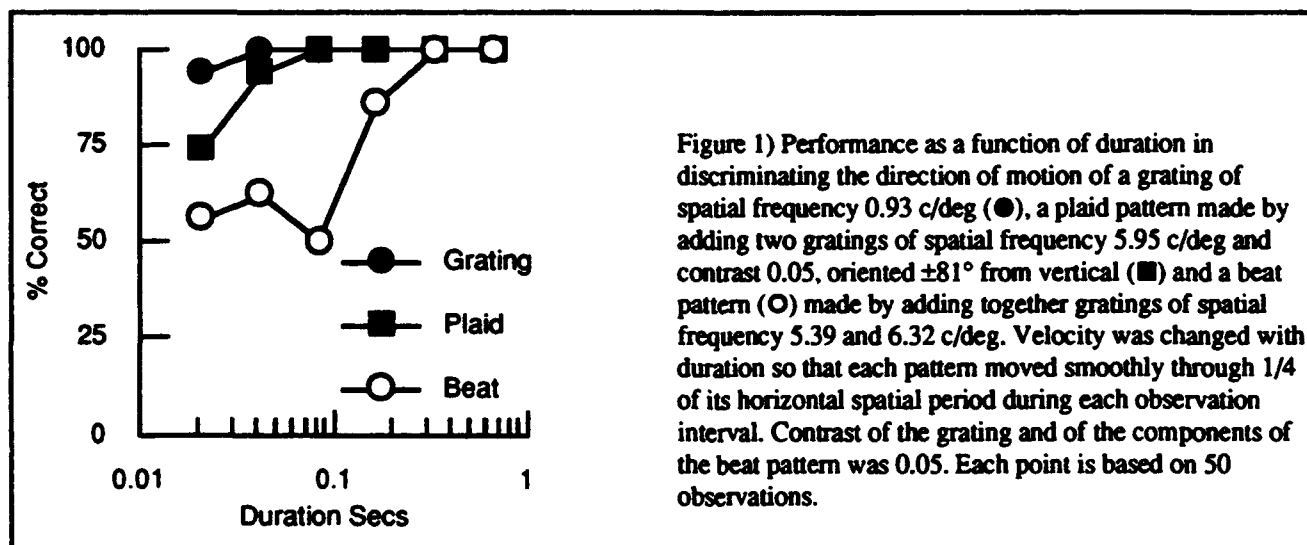 100
75
50
25
0
% Correct
Grating
Plaid
Beat
0.01
0.1
1
Duration Secs
Figure 1) Performance as a function of duration in
discriminating the direction of motion of a grating of
spatial frequency 0.93 c/deg (●), a plaid pattern made by
adding two gratings of spatial frequency 5.95 c/deg and
contrast 0.05, oriented ±81° from vertical (■) and a beat
pattern (O) made by adding together gratings of spatial
frequency 5.39 and 6.32 c/deg. Velocity was changed with
duration so that each pattern moved smoothly through 1/4
of its horizontal spatial period during each observation
interval. Contrast of the grating and of the components of
the beat pattern was 0.05. Each point is based on 50
observations.